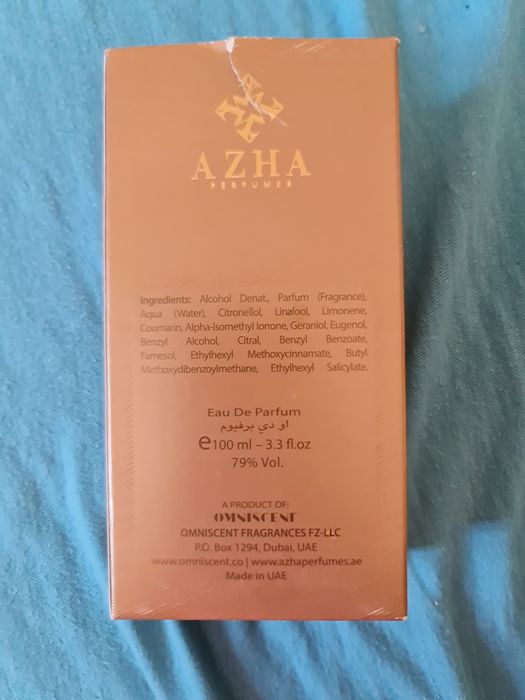 AZHA
PERFUMES
Ingredients: Alcohol Denat., Parfum (Fragrance),
Aqua (Water), Citronellol, Linalool, Limonene,
Coumarin, Alpha-Isomethyl Ionone, Geraniol, Eugenol,
Benzyl Alcohol, Citral, Benzyl Benzoate,
Farnesol, Ethylhexyl Methoxycinnamate, Butyl
Methoxydibenzoylmethane, Ethylhexyl Salicylate.
Eau De Parfum
او دي برفيوم
e 100 ml – 3.3 fl.oz
79% Vol.
A PRODUCT OF:
OMNISCENT
OMNISCENT FRAGRANCES FZ-LLC
P.O. Box 1294, Dubai, UAE
www.omniscent.co | www.azhaperfumes.ae
Made in UAE